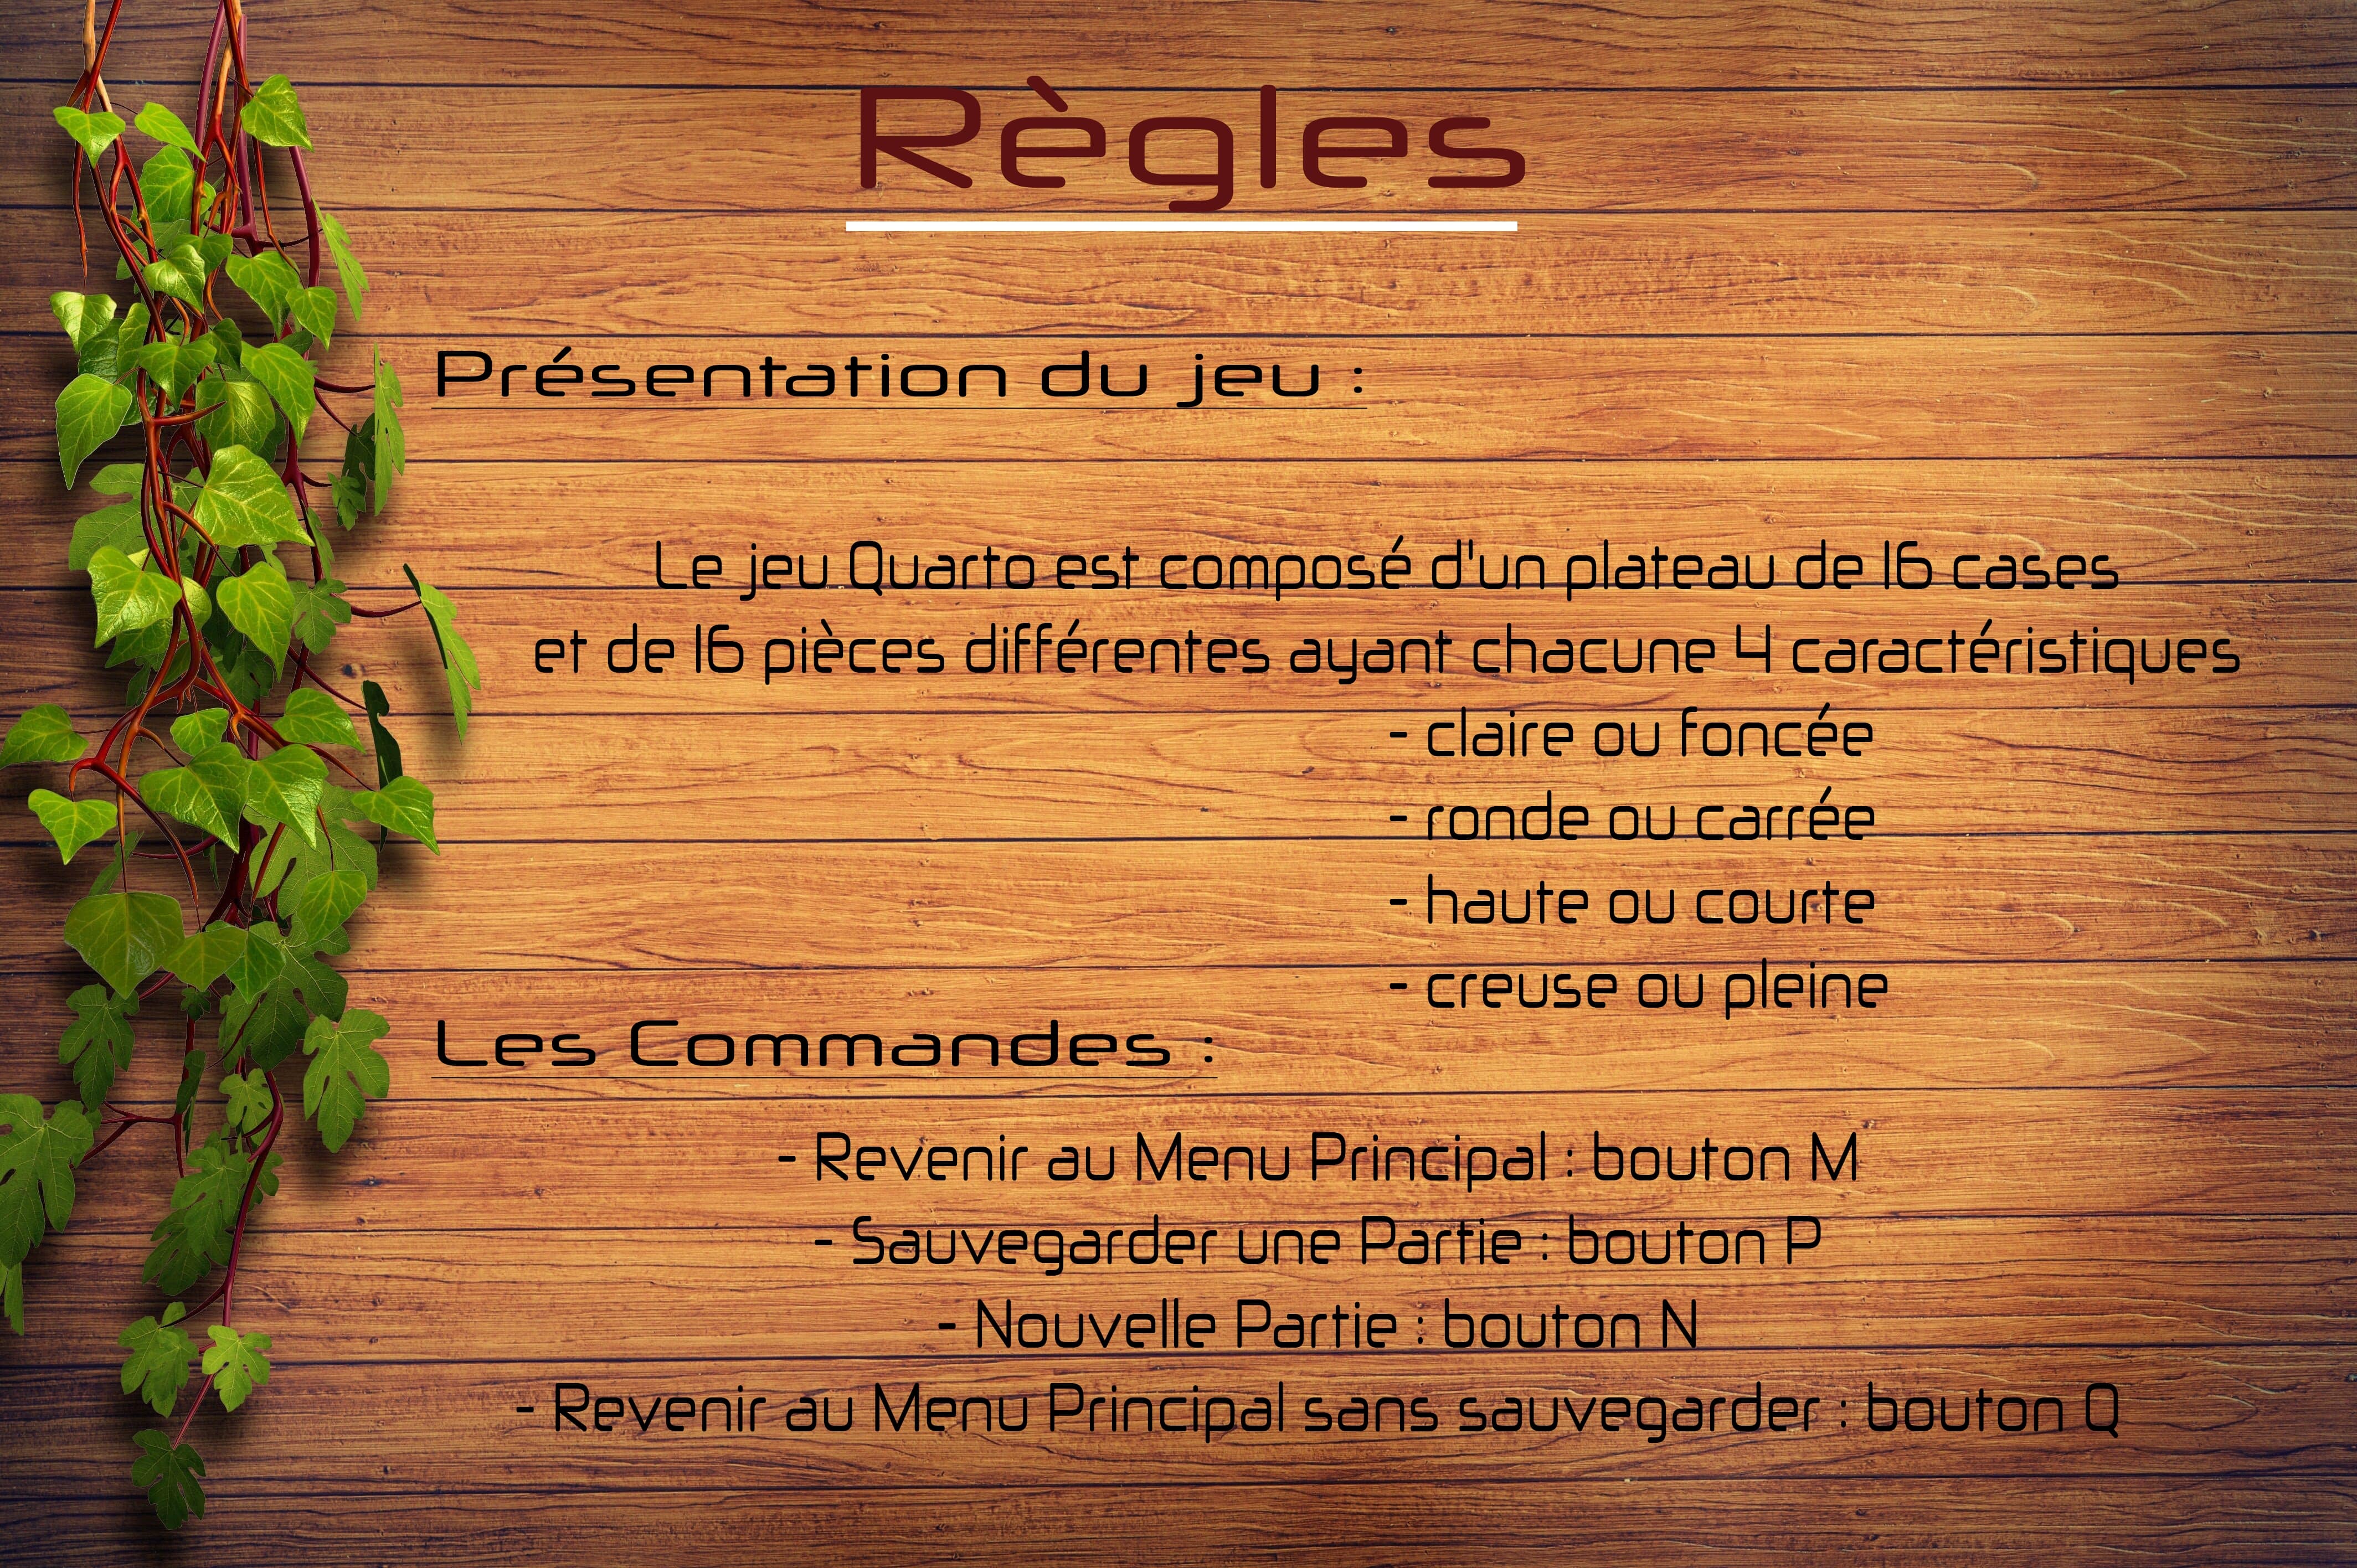 Règles
Présentation du jeu :
Le jeu Quarto est composé d'un plateau de 16 cases
et de 16 pièces différentes ayant chacune 4 caractéristiques
- claire ou foncée
- ronde ou carrée
- haute ou courte
- creuse ou pleine
Les Commandes :
- Revenir au Menu Principal : bouton M
- Sauvegarder une Partie : bouton P
- Nouvelle Partie : bouton N
- Revenir au Menu Principal sans sauvegarder : bouton Q